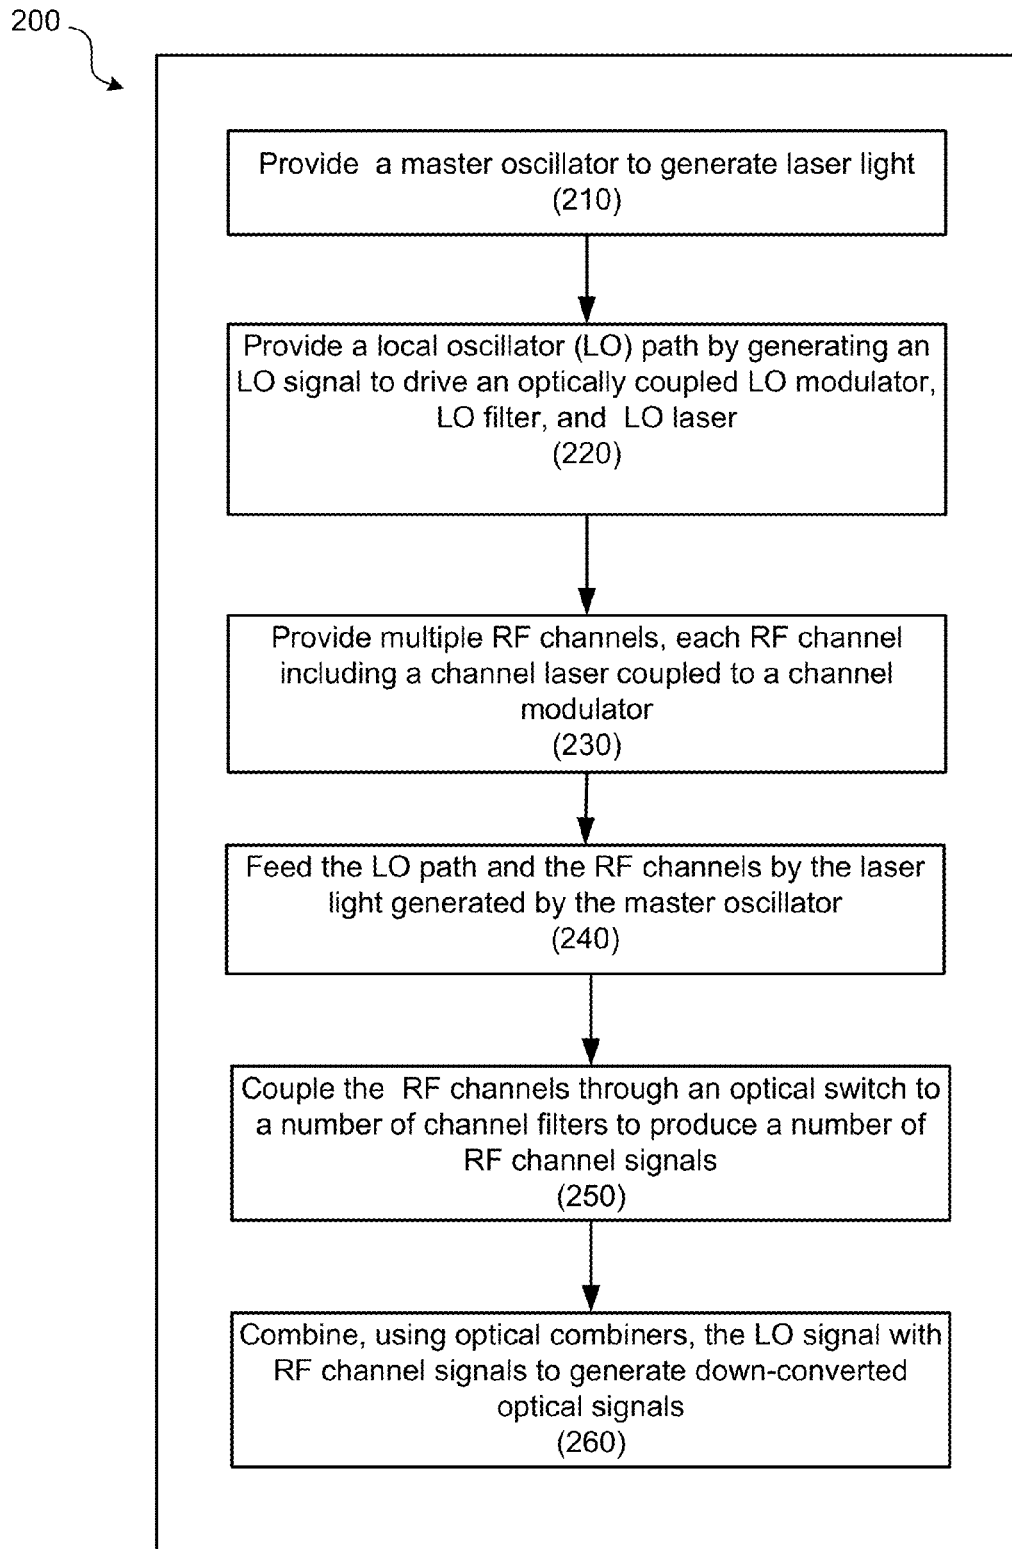 200
Provide a master oscillator to generate laser light
(210)
Provide a local oscillator (LO) path by generating an
LO signal to drive an optically coupled LO modulator,
LO filter, and LO laser
(220)
Provide multiple RF channels, each RF channel
including a channel laser coupled to a channel
modulator
(230)
Feed the LO path and the RF channels by the laser
light generated by the master oscillator
(240)
Couple the RF channels through an optical switch to
a number of channel filters to produce a number of
RF channel signals
(250)
Combine, using optical combiners, the LO signal with
RF channel signals to generate down-converted
optical signals
(260)